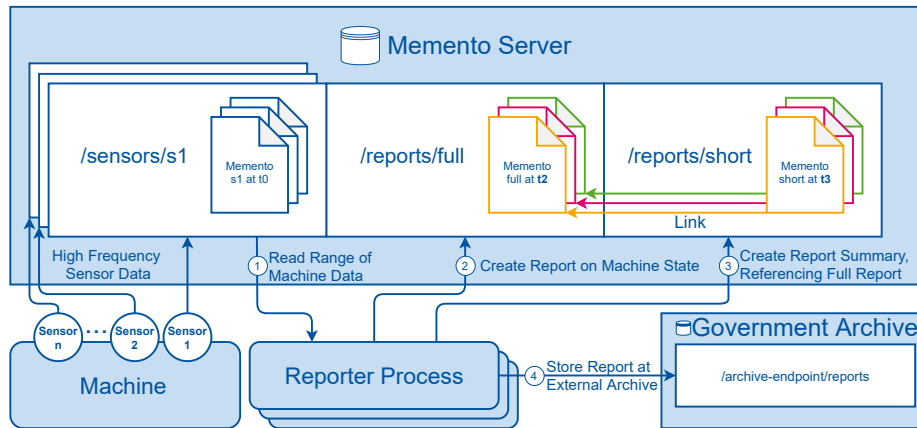 Memento Server
/sensors/s1
Memento
s1 at t0
/reports/full
Memento
full at t2
/reports/short
Memento
short at t3
Link
High Frequency
Sensor Data
1
Read Range of
Machine Data
2
Create Report on Machine State
3
Create Report Summary,
Referencing Full Report
Sensor
n
...
Sensor
2
Sensor
1
Machine
Reporter Process
4
Store Report at
External Archive
Government Archive
/archive-endpoint/reports